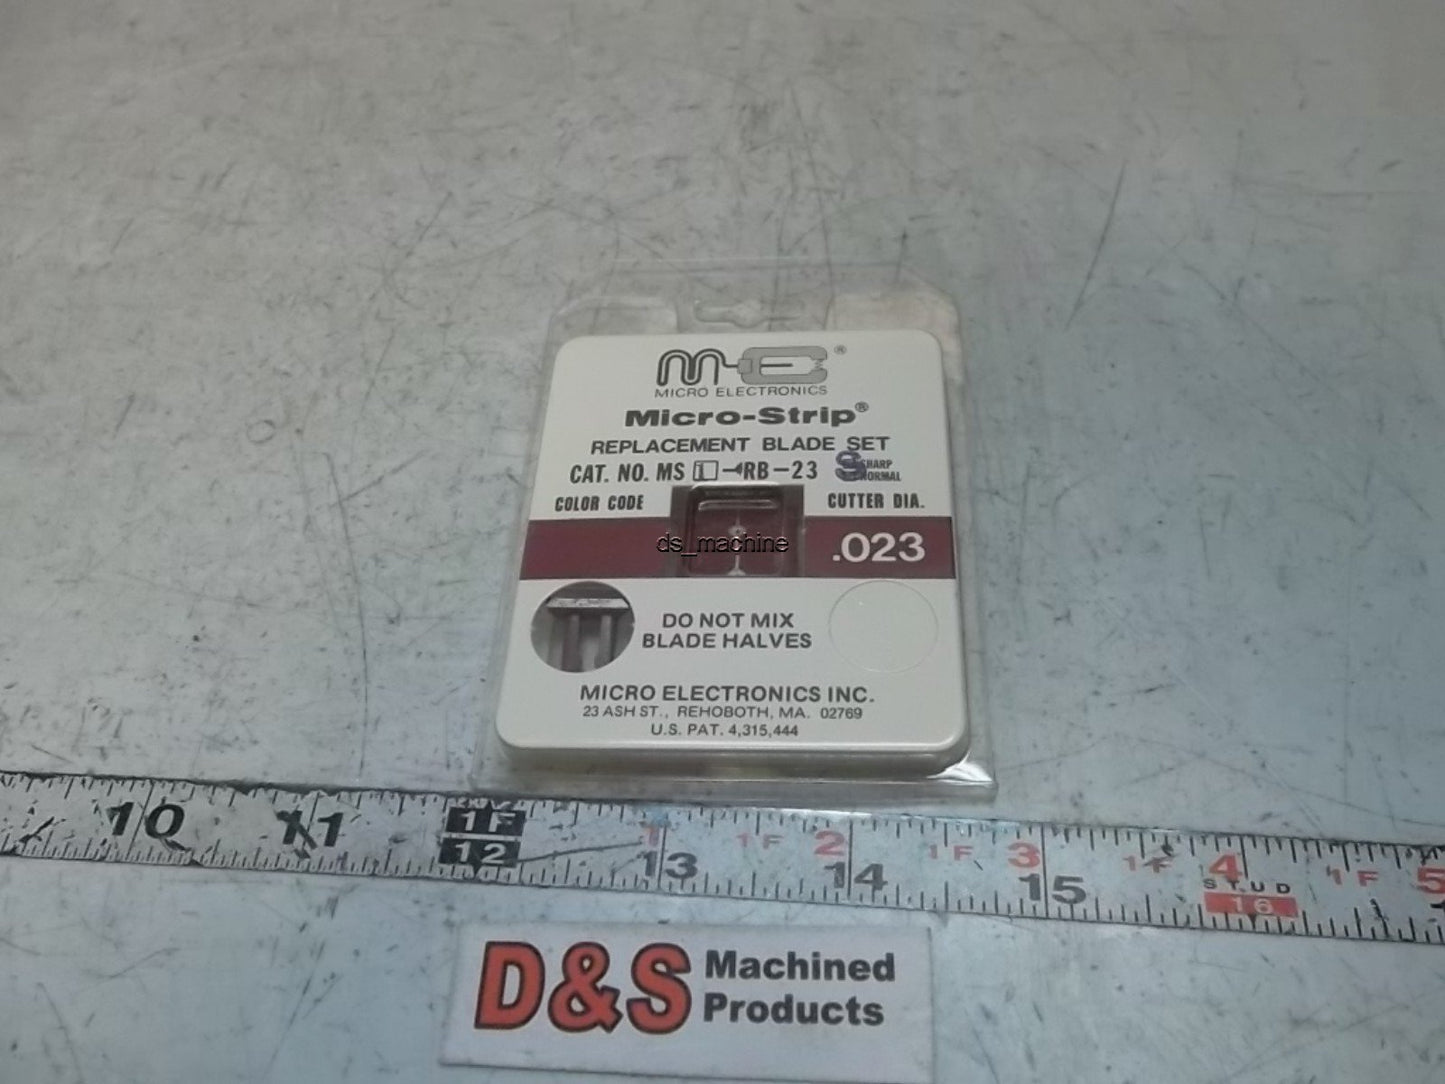 M-E®
MICRO ELECTRONICS
Micro-Strip®
REPLACEMENT BLADE SET
CAT. NO. MS 1 RB-23 S
COLOR CODE
CUTTER DIA.
.023
ds_machine
DO NOT MIX
BLADE HALVES
MICRO ELECTRONICS INC.
23 ASH ST., REHOBOTH, MA. 02769
U.S. PAT. 4,315,444
10 11 1F 1 1F 2 1F 3 1F 4 1F 5
12 13 14 15 STUD
16
D&S Machined
Products